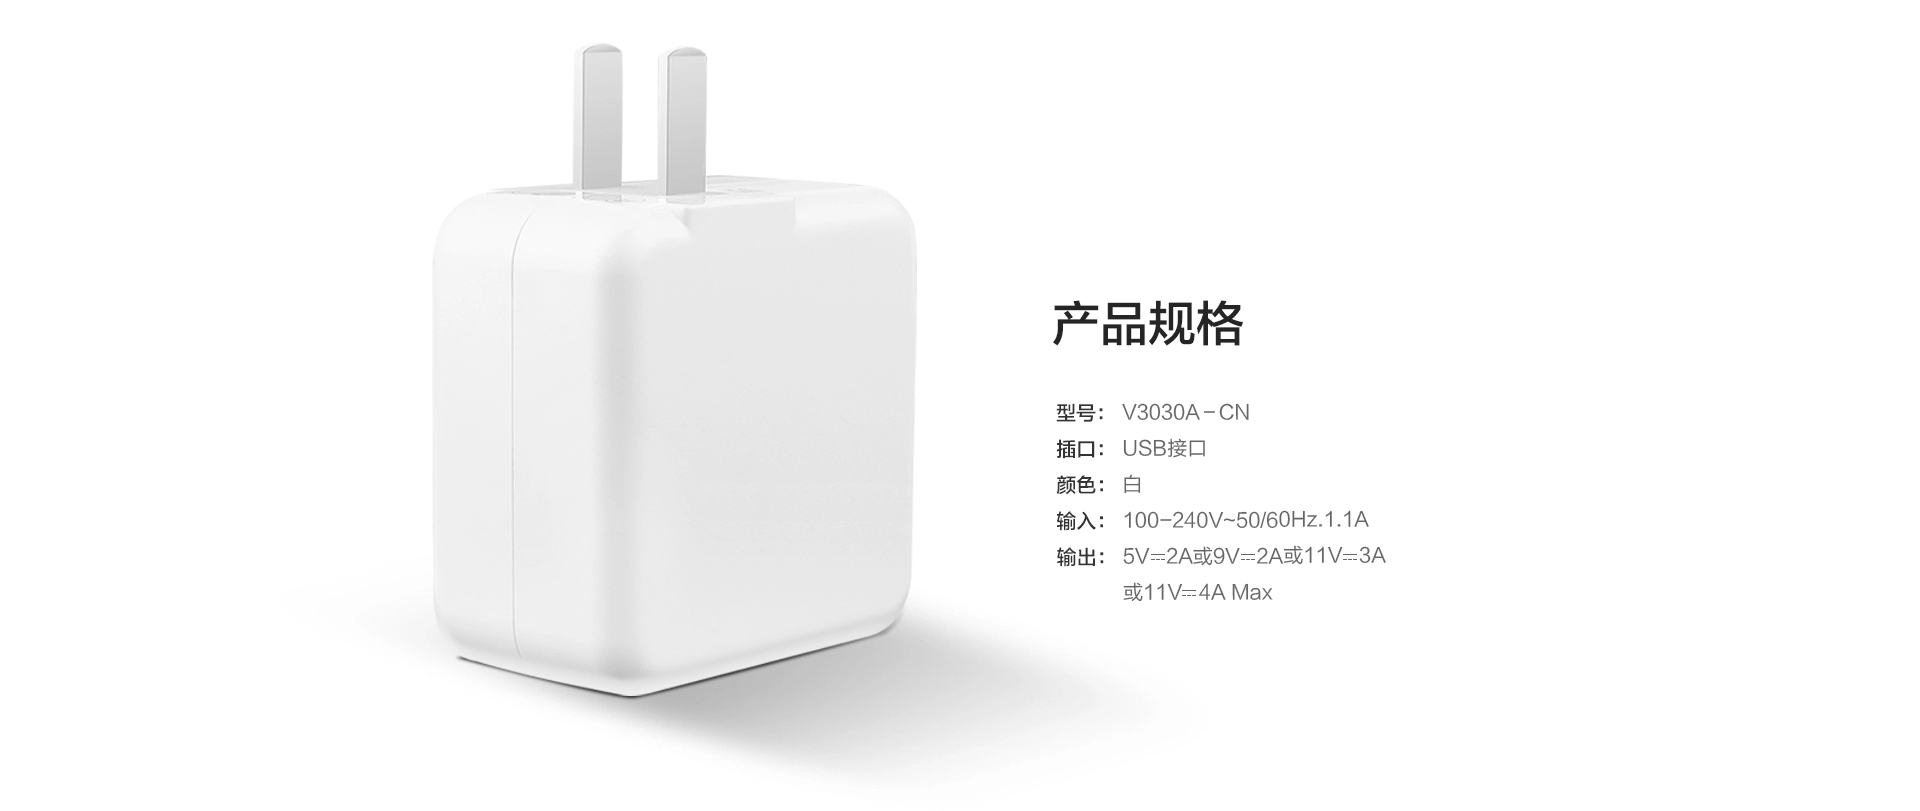 产品规格
型号： V3030A-CN
插口： USB接口
颜色： 白
输入： 100-240V~50/60Hz.1.1A
输出： 5V⎓2A或9V⎓2A或11V⎓3A
或11V⎓4A Max